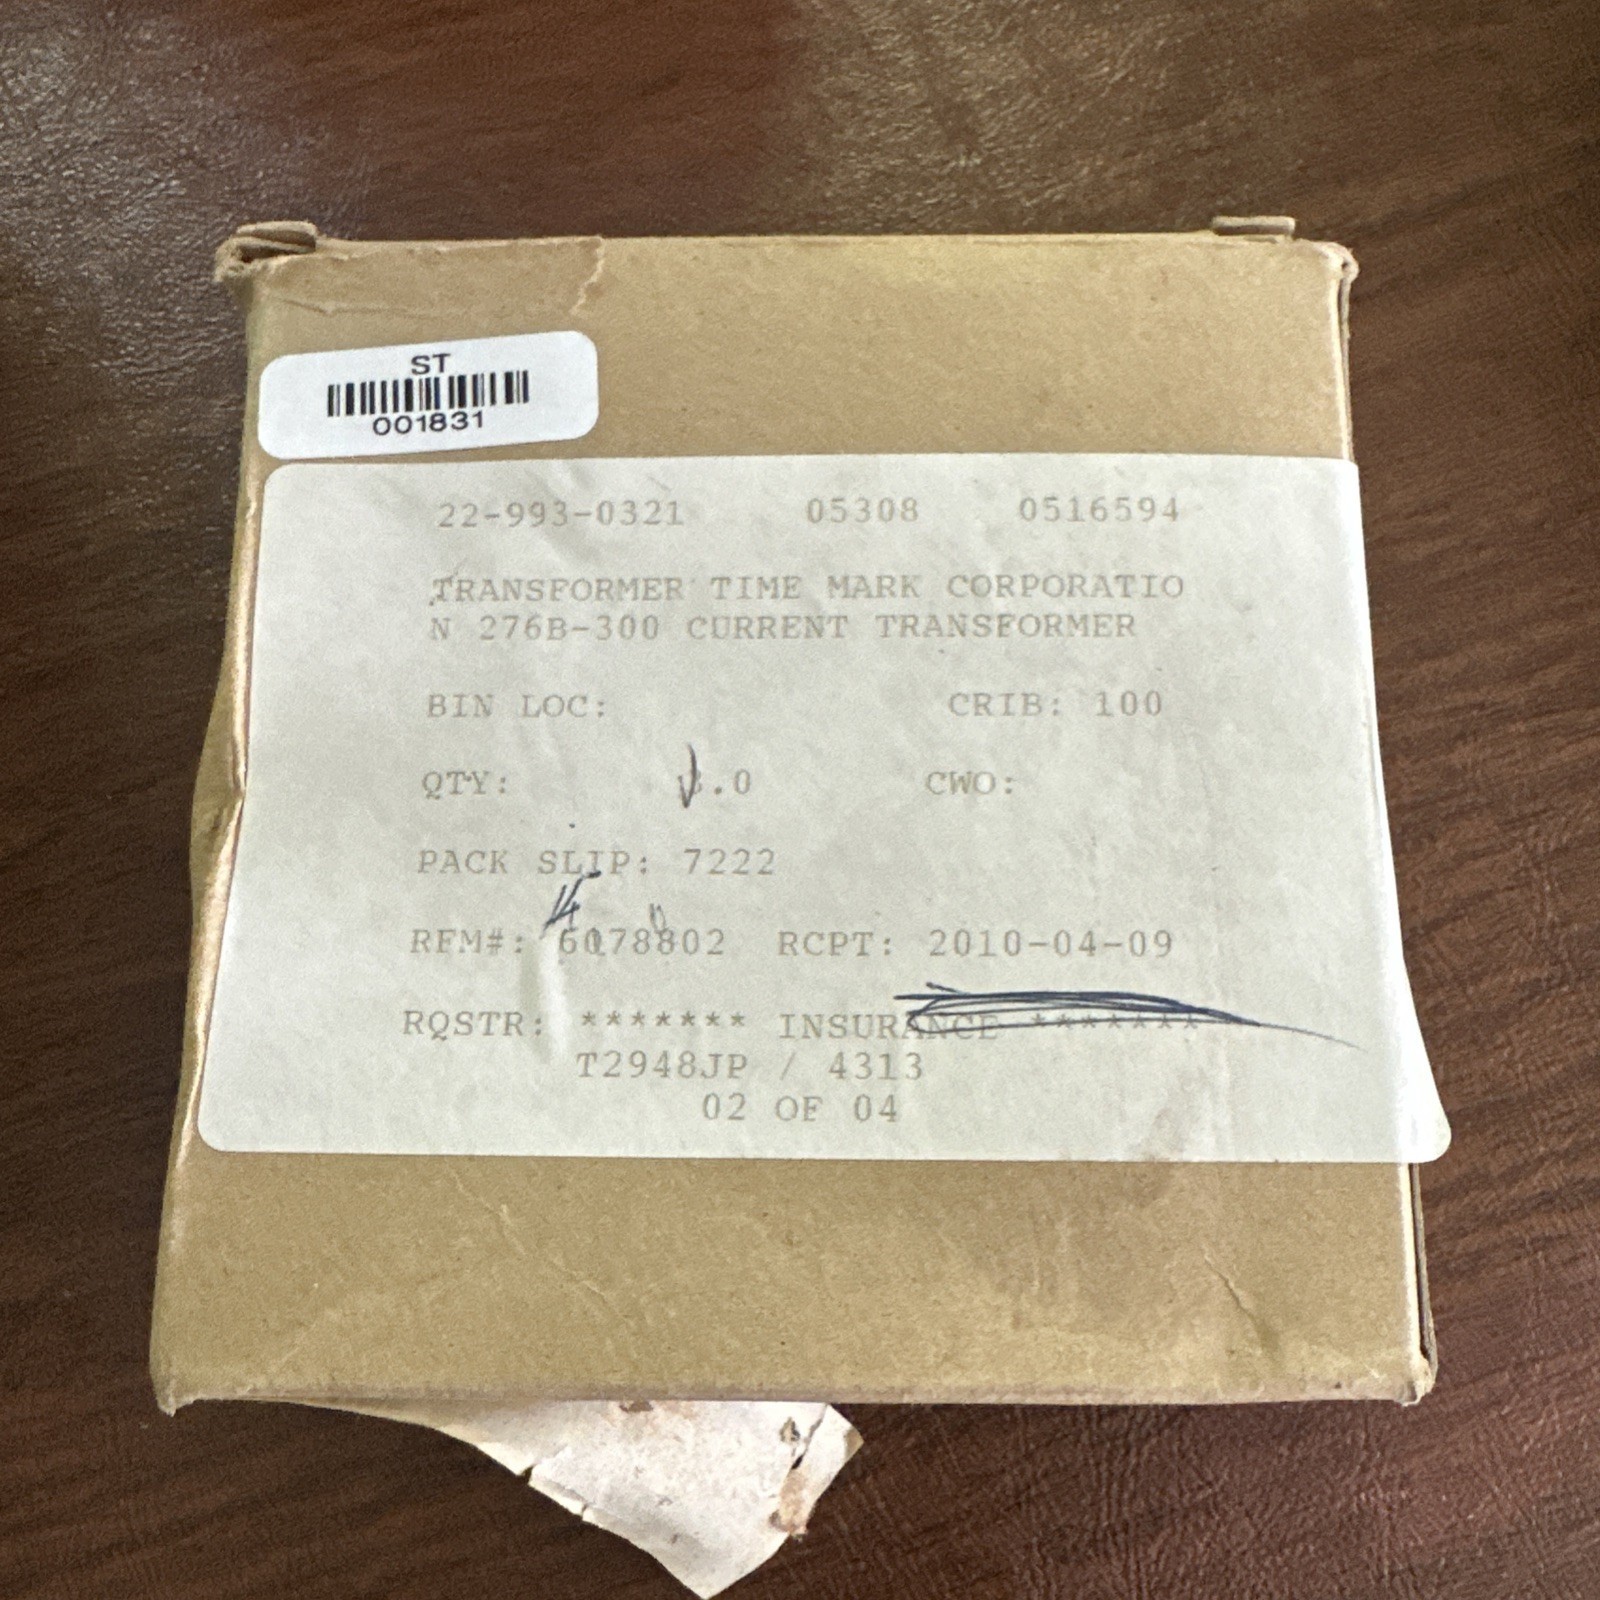 ST
001831
22-993-0321 05308 0516594
TRANSFORMER TIME MARK CORPORATIO
N 276B-300 CURRENT TRANSFORMER
BIN LOC: CRIB: 100
QTY: .0 CWO:
PACK SLIP: 7222
RFM#: RCPT: 2010-04-09
RQSTR: ******* INSURANCE *******
T2948JP / 4313
02 OF 04